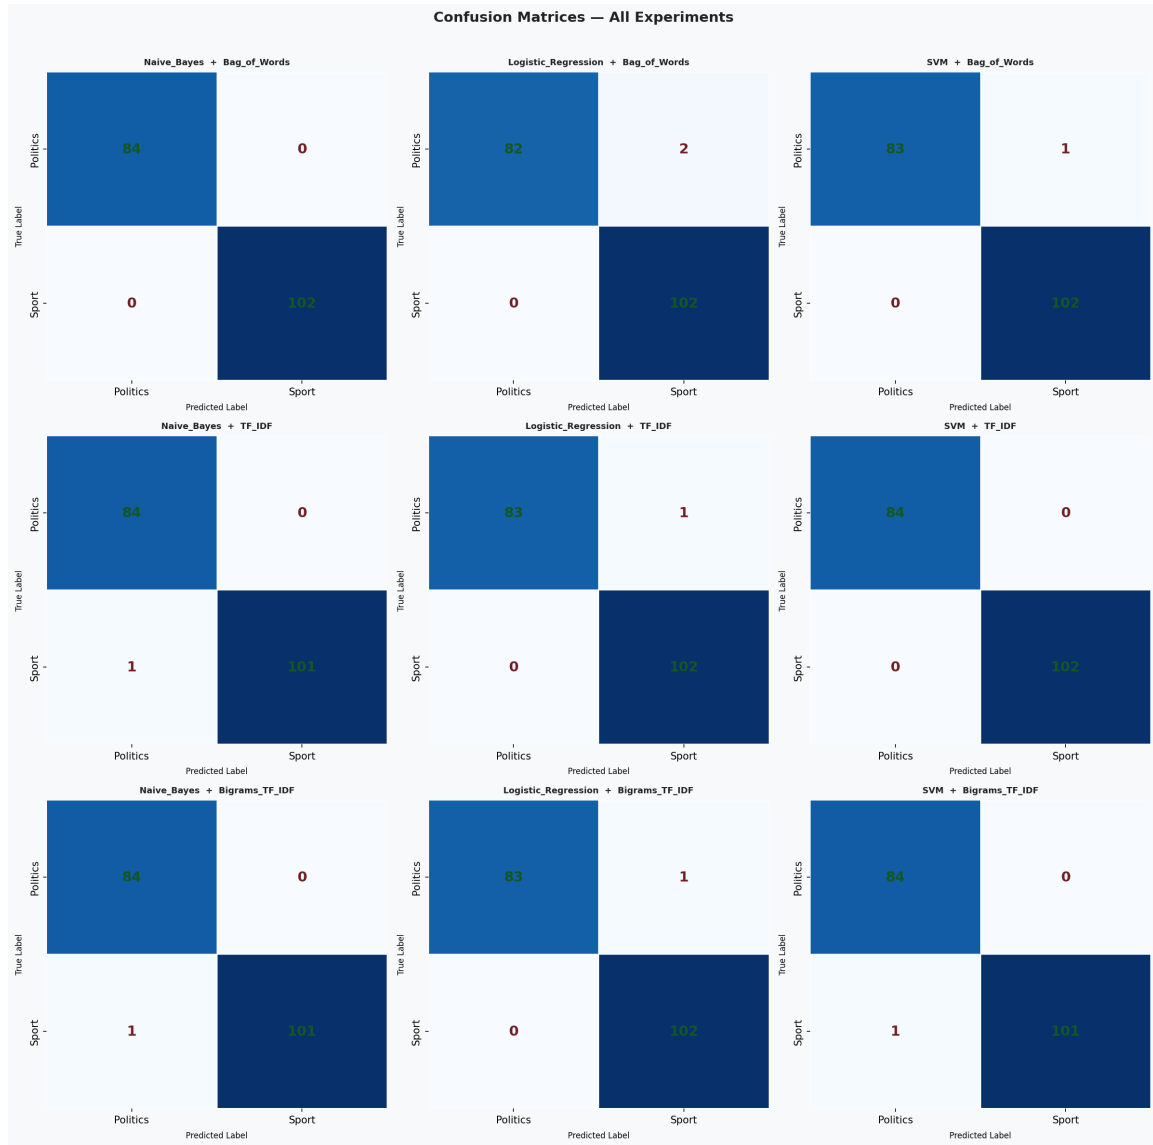 Confusion Matrices — All Experiments
Naive_Bayes + Bag_of_Words
True Label
Politics
84
0
Sport
0
102
Politics
Sport
Predicted Label
Logistic_Regression + Bag_of_Words
True Label
Politics
82
2
Sport
0
102
Politics
Sport
Predicted Label
SVM + Bag_of_Words
True Label
Politics
83
1
Sport
0
102
Politics
Sport
Predicted Label
Naive_Bayes + TF_IDF
True Label
Politics
84
0
Sport
1
101
Politics
Sport
Predicted Label
Logistic_Regression + TF_IDF
True Label
Politics
83
1
Sport
0
102
Politics
Sport
Predicted Label
SVM + TF_IDF
True Label
Politics
84
0
Sport
0
102
Politics
Sport
Predicted Label
Naive_Bayes + Bigrams_TF_IDF
True Label
Politics
84
0
Sport
1
101
Politics
Sport
Predicted Label
Logistic_Regression + Bigrams_TF_IDF
True Label
Politics
83
1
Sport
0
102
Politics
Sport
Predicted Label
SVM + Bigrams_TF_IDF
True Label
Politics
84
0
Sport
1
101
Politics
Sport
Predicted Label